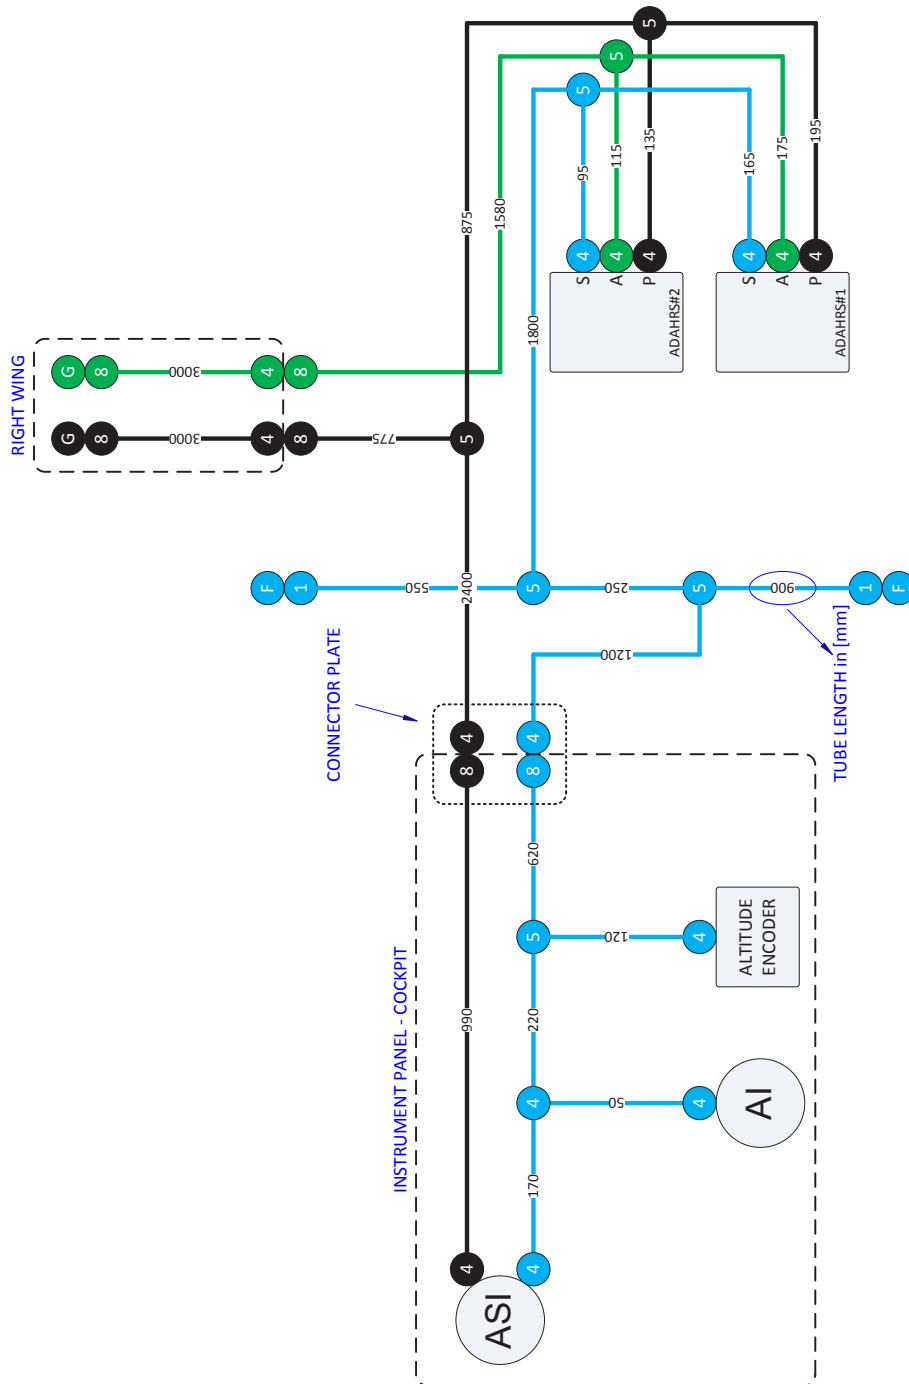 5
5
5
875
1580
95
115
135
165
175
195
4
4
4
4
4
4
S
A
P
S
A
P
ADAHRS#2
ADAHRS#1
1800
RIGHT WING
G
8
3000
4
8
G
8
3000
4
8
775
5
F
1
550
2400
5
250
5
900
1
F
1200
TUBE LENGTH in [mm]
CONNECTOR PLATE
4
4
8
8
620
INSTRUMENT PANEL - COCKPIT
5
120
4
ALTITUDE
ENCODER
990
220
4
50
4
AI
170
4
4
ASI